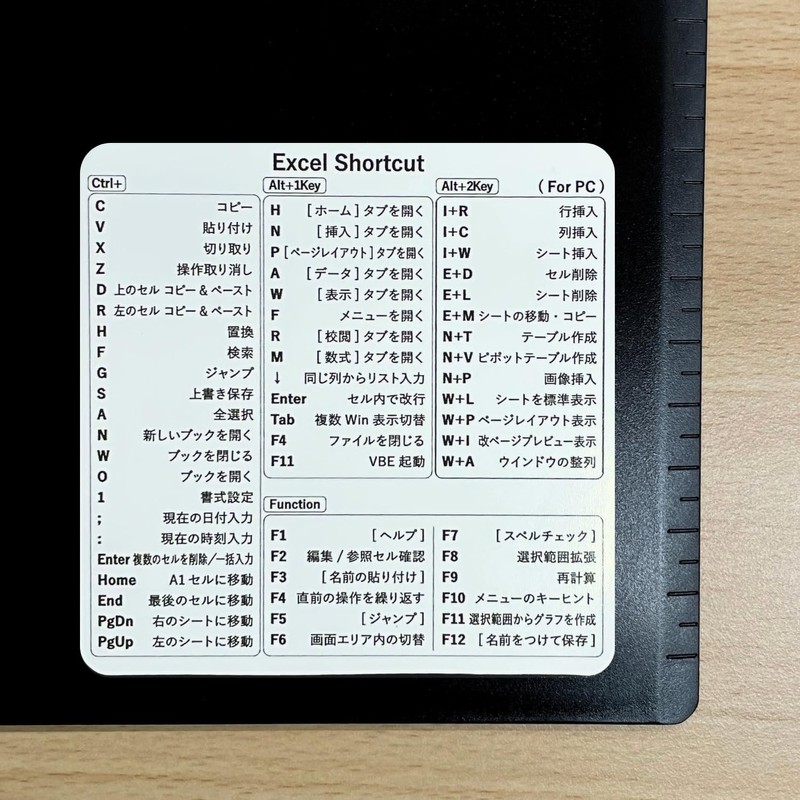 Excel Shortcut
(For PC)
Ctrl+
C コピー
V 貼り付け
X 切り取り
Z 操作取り消し
D 上のセル コピー & ペースト
R 左のセル コピー & ペースト
H 置換
F 検索
G ジャンプ
S 上書き保存
A 全選択
N 新しいブックを開く
W ブックを閉じる
O ブックを開く
1 書式設定
; 現在の日付入力
: 現在の時刻入力
Enter 複数のセルを削除/一括入力
Home A1 セルに移動
End 最後のセルに移動
PgDn 右のシートに移動
PgUp 左のシートに移動
Alt+1Key
H [ ホーム ] タブを開く
N [ 挿入 ] タブを開く
P [ ページレイアウト ] タブを開く
A [ データ ] タブを開く
W [ 表示 ] タブを開く
F メニューを開く
R [ 校閲 ] タブを開く
M [ 数式 ] タブを開く
↓ 同じ列からリスト入力
Enter セル内で改行
Tab 複数 Win 表示切替
F4 ファイルを閉じる
F11 VBE 起動
Alt+2Key
I+R 行挿入
I+C 列挿入
I+W シート挿入
E+D セル削除
E+L シート削除
E+M シートの移動・コピー
N+T テーブル作成
N+V ピボットテーブル作成
N+P 画像挿入
W+L シートを標準表示
W+P ページレイアウト表示
W+I 改ページプレビュー表示
W+A ウインドウの整列
Function
F1 [ ヘルプ ]
F2 編集 / 参照セル確認
F3 [ 名前の貼り付け ]
F4 直前の操作を繰り返す
F5 [ ジャンプ ]
F6 画面エリア内の切替
F7 [ スペルチェック ]
F8 選択範囲拡張
F9 再計算
F10 メニューのキーヒント
F11 選択範囲からグラフを作成
F12 [ 名前をつけて保存 ]